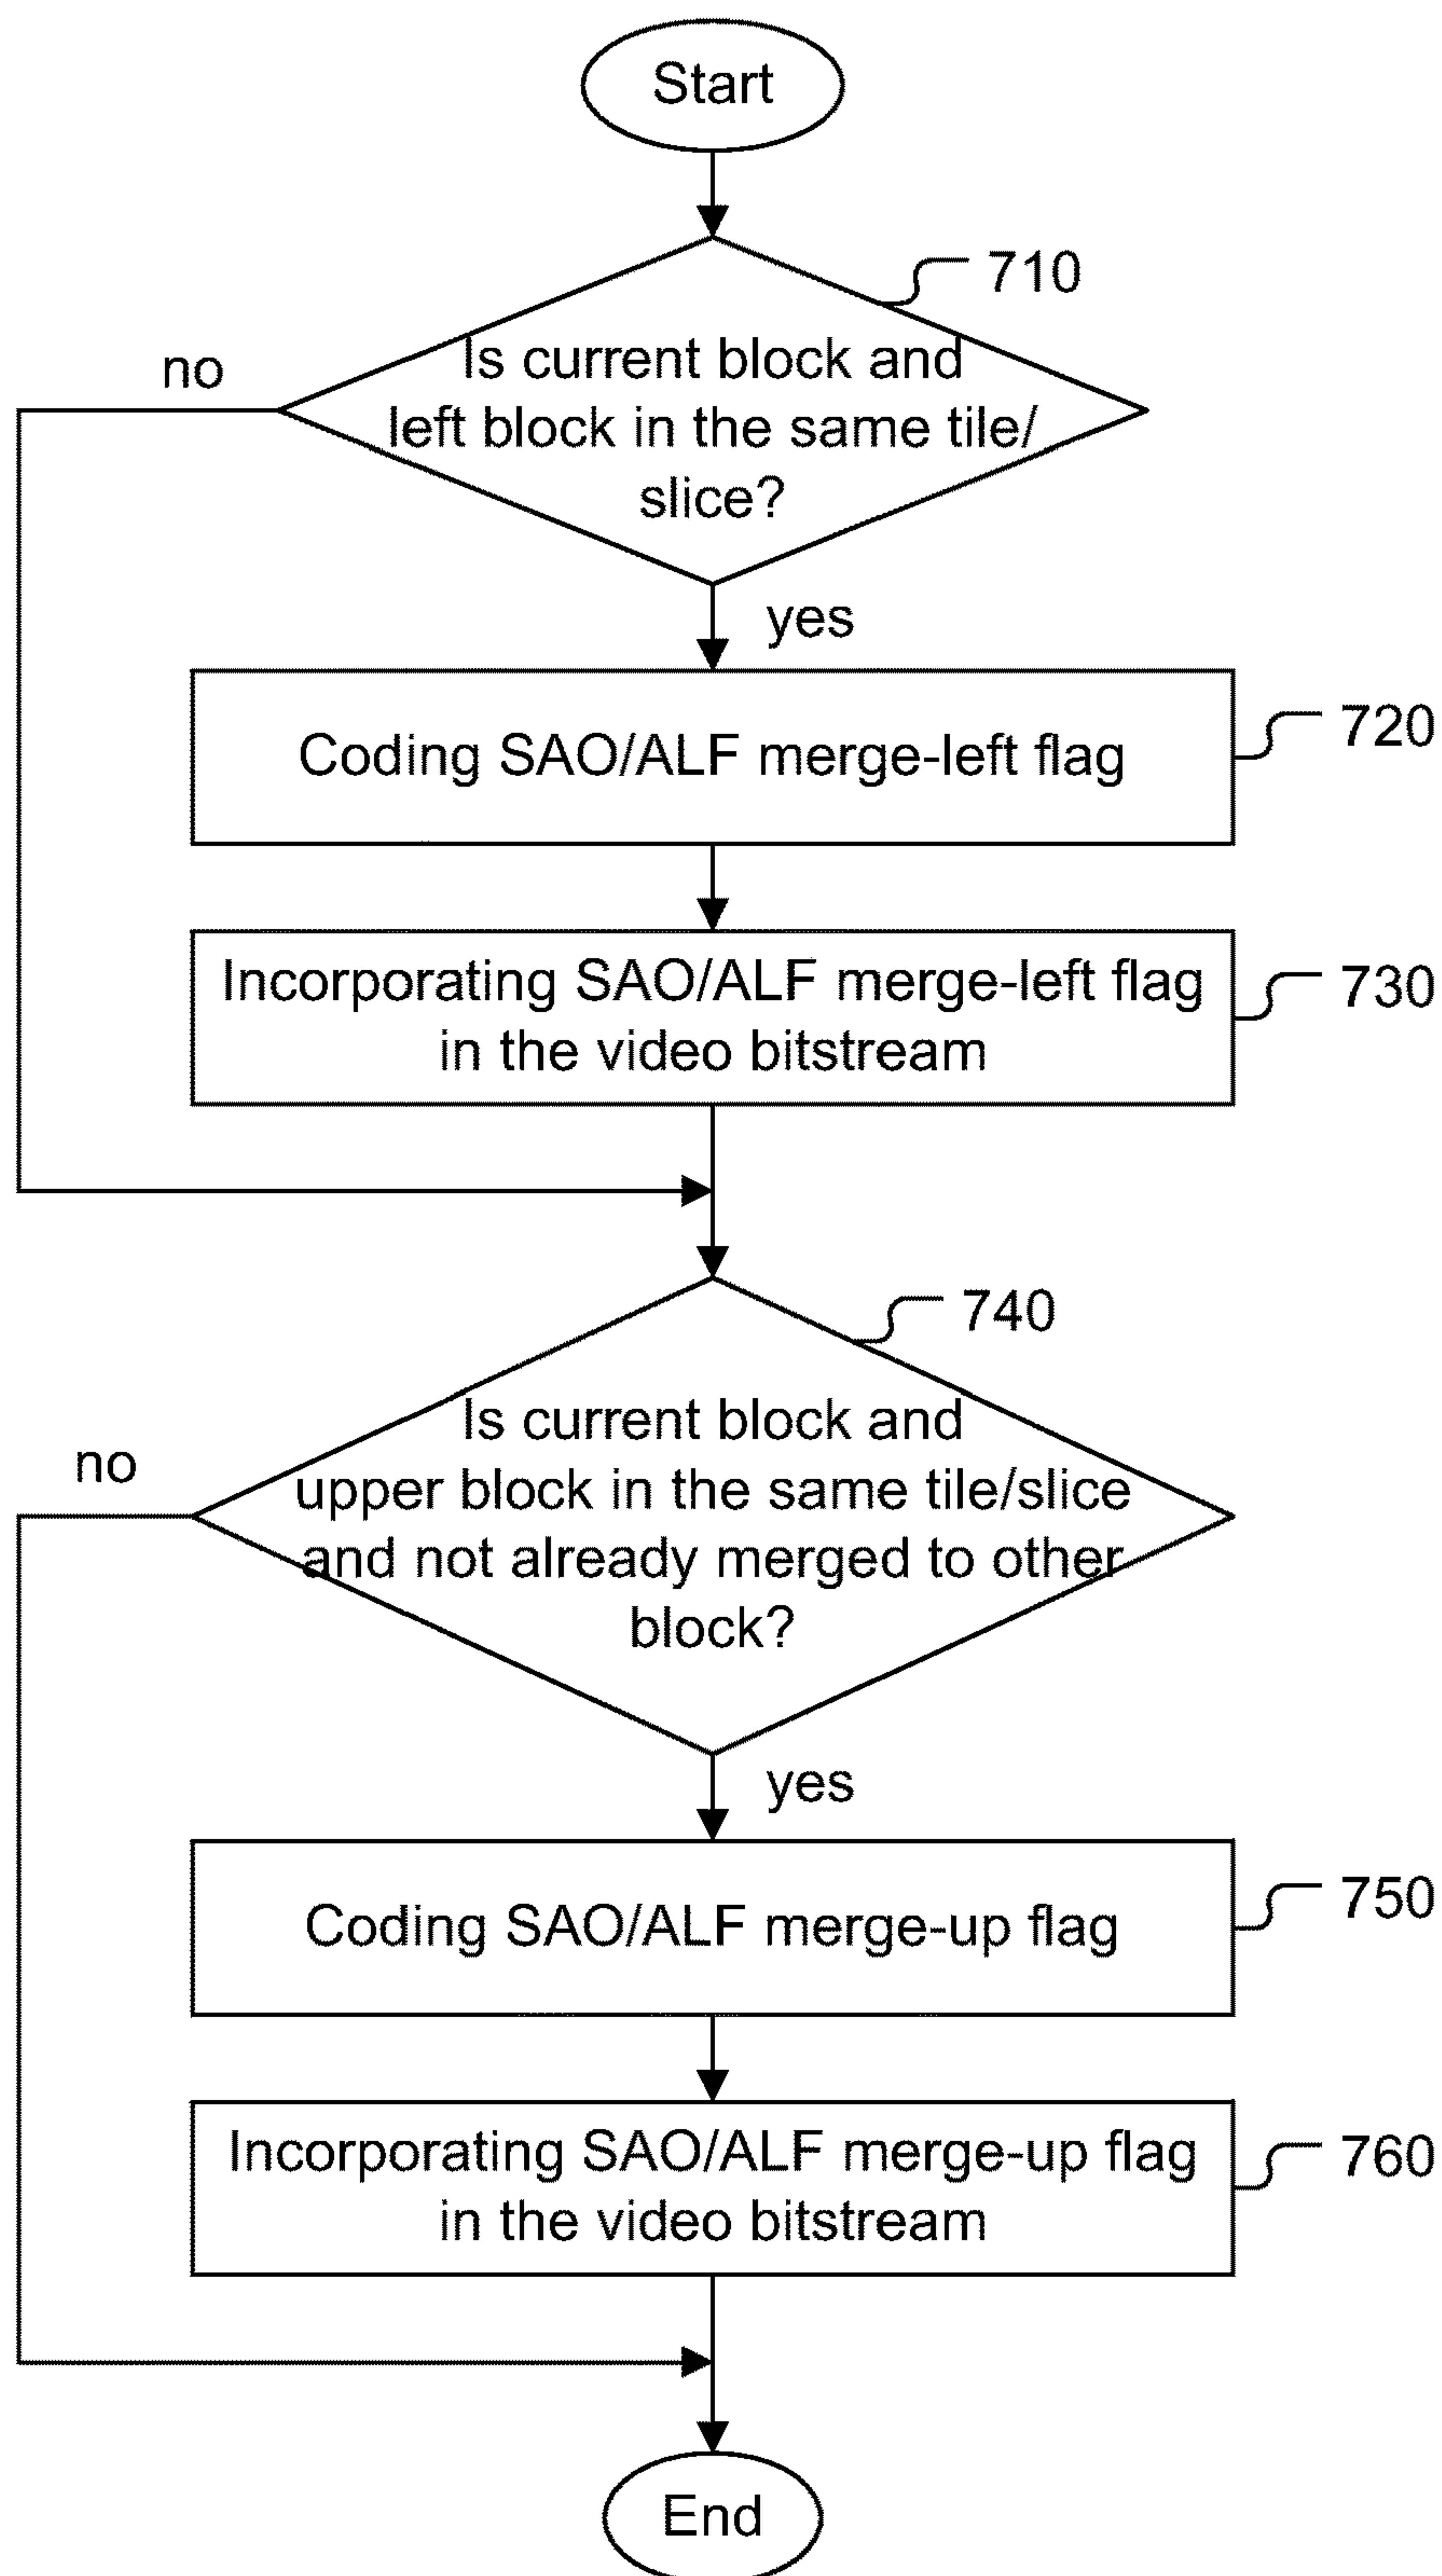 Start
710
Is current block and
left block in the same tile/
slice?
no
yes
Coding SAO/ALF merge-left flag
720
Incorporating SAO/ALF merge-left flag
in the video bitstream
730
740
Is current block and
upper block in the same tile/slice
and not already merged to other
block?
no
yes
Coding SAO/ALF merge-up flag
750
Incorporating SAO/ALF merge-up flag
in the video bitstream
760
End